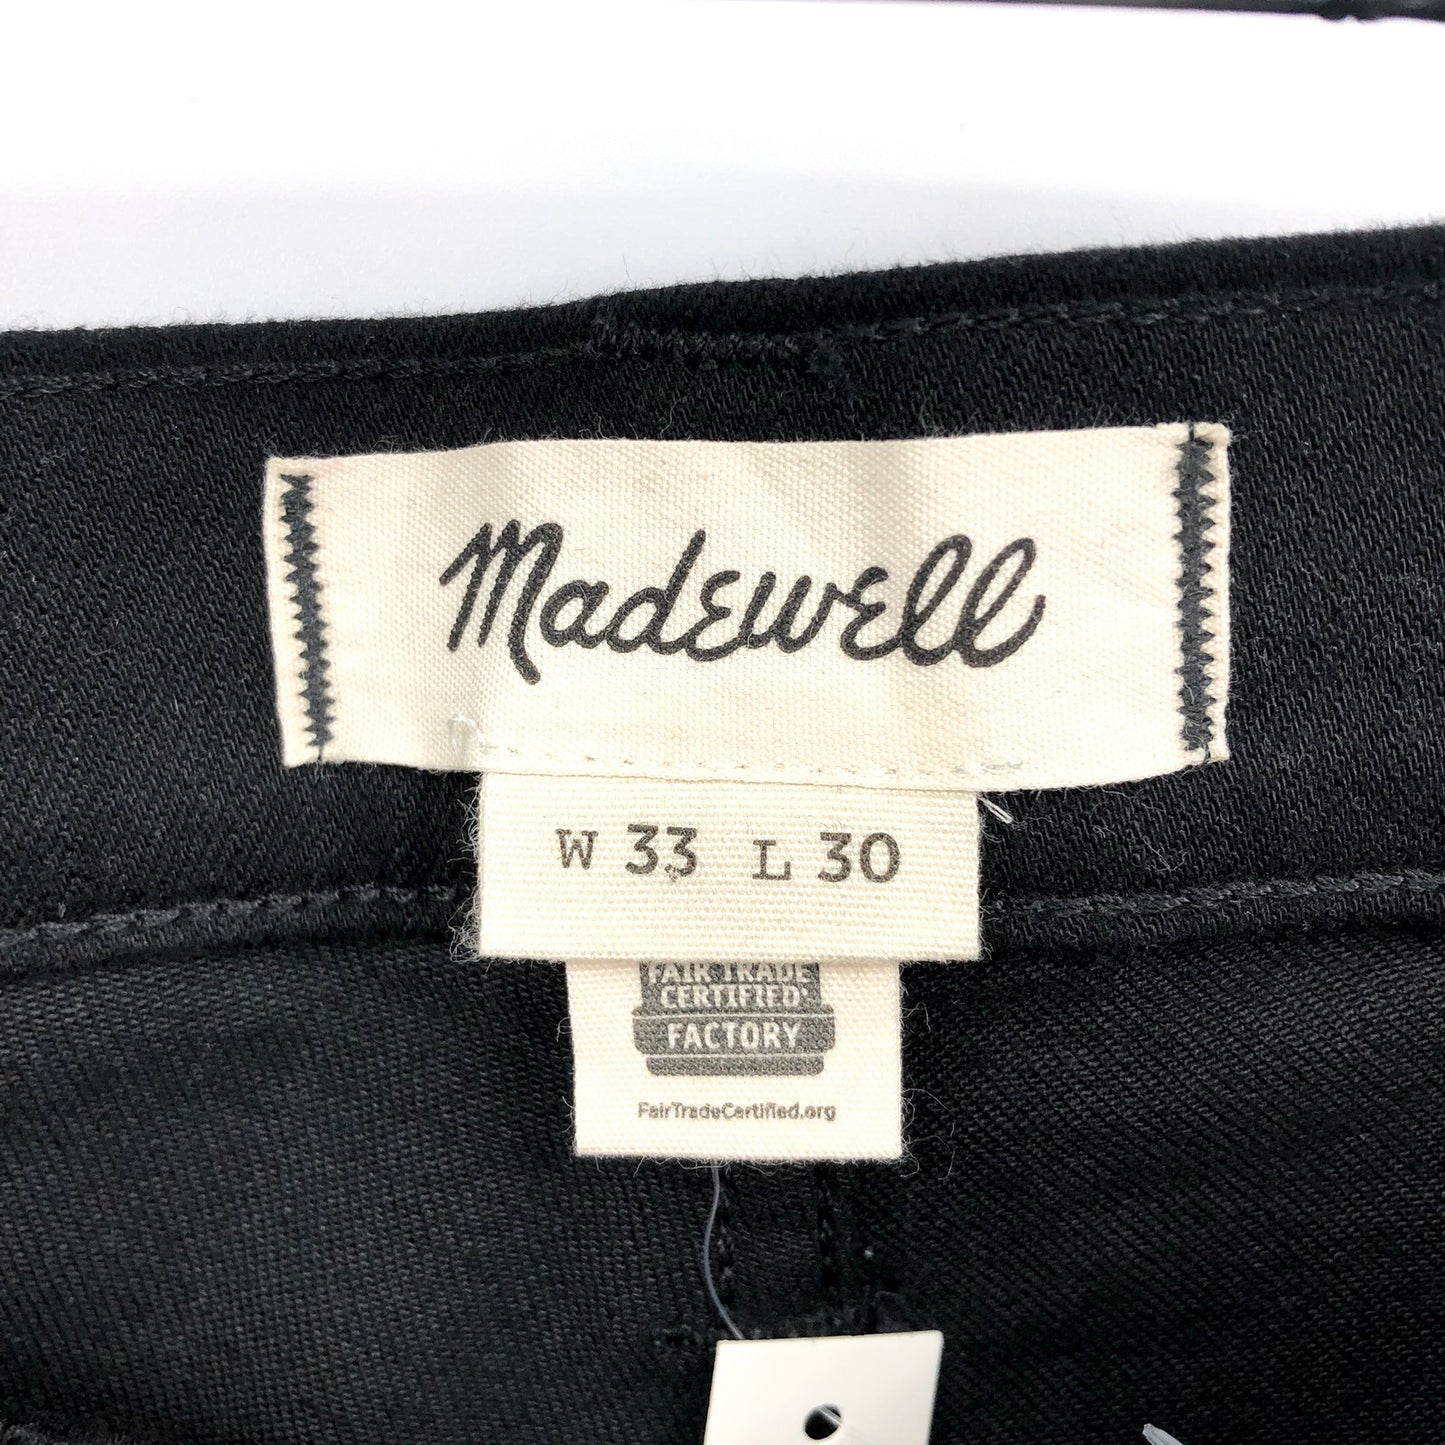 Madewell
W 33 L 30
FAIR TRADE
CERTIFIED
FACTORY
FairTradeCertified.org